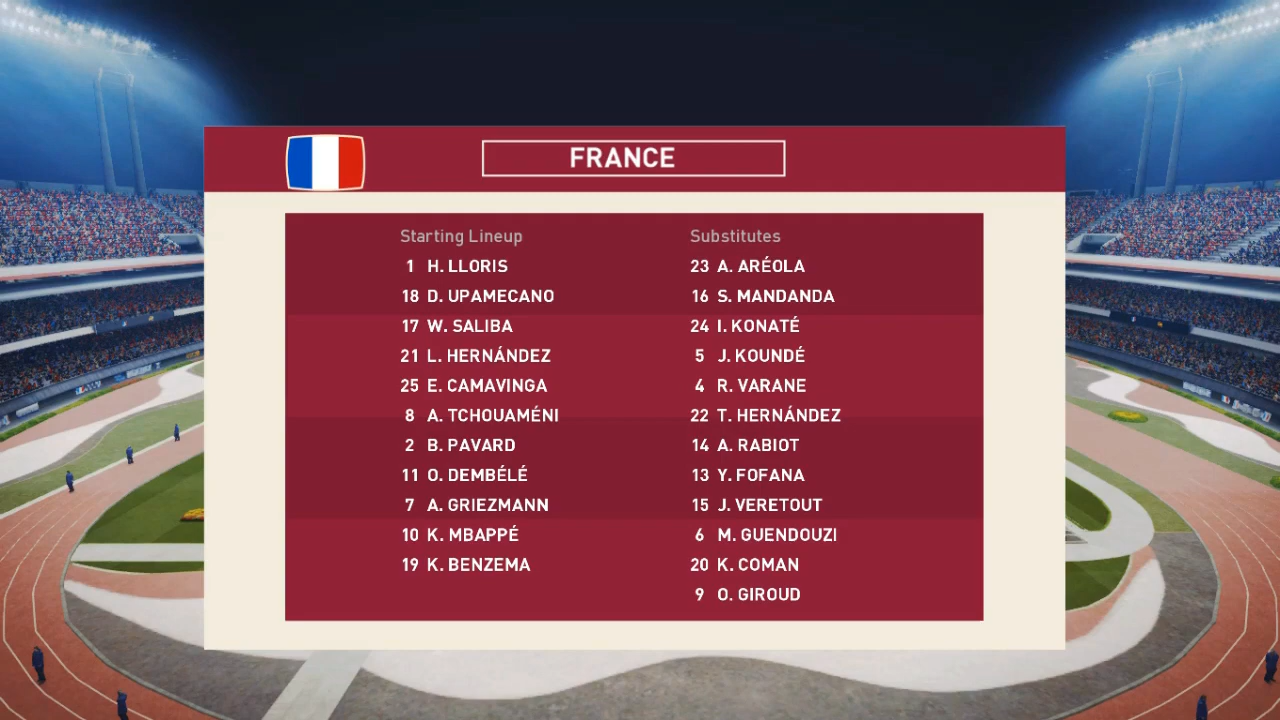 FRANCE
Starting Lineup
1 H. LLORIS
18 D. UPAMECANO
17 W. SALIBA
21 L. HERNÁNDEZ
25 E. CAMAVINGA
8 A. TCHOUAMÉNI
2 B. PAVARD
11 O. DEMBÉLÉ
7 A. GRIEZMANN
10 K. MBAPPÉ
19 K. BENZEMA
Substitutes
23 A. ARÉOLA
16 S. MANDANDA
24 I. KONATÉ
5 J. KOUNDÉ
4 R. VARANE
22 T. HERNÁNDEZ
14 A. RABIOT
13 Y. FOFANA
15 J. VERETOUT
6 M. GUENDOUZI
20 K. COMAN
9 O. GIROUD